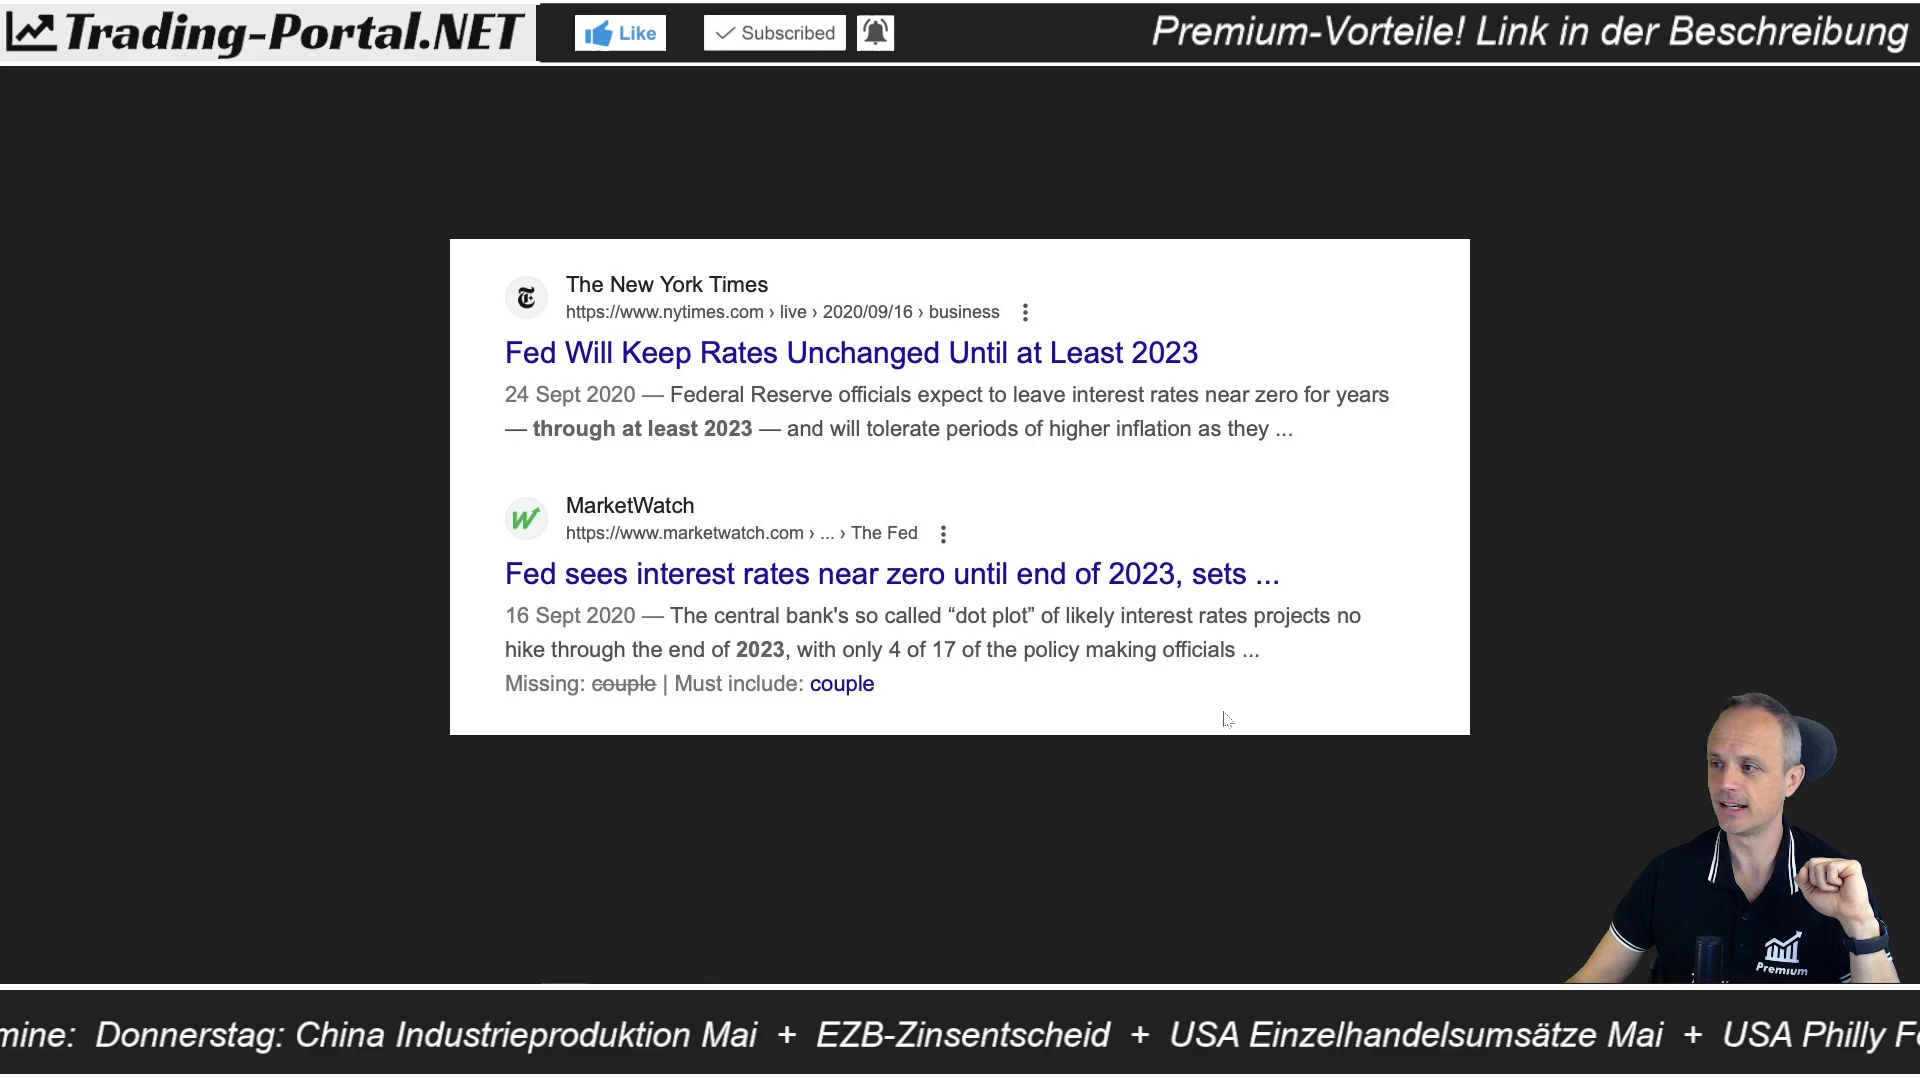 Trading-Portal.NET
Like
Subscribed
Premium-Vorteile! Link in der Beschreibung
The New York Times
https://www.nytimes.com › live › 2020/09/16 › business
Fed Will Keep Rates Unchanged Until at Least 2023
24 Sept 2020 — Federal Reserve officials expect to leave interest rates near zero for years
— through at least 2023 — and will tolerate periods of higher inflation as they ...
MarketWatch
https://www.marketwatch.com › ... › The Fed
Fed sees interest rates near zero until end of 2023, sets ...
16 Sept 2020 — The central bank's so called “dot plot” of likely interest rates projects no
hike through the end of 2023, with only 4 of 17 of the policy making officials ...
Missing: couple | Must include: couple
Premium
mine: Donnerstag: China Industrieproduktion Mai + EZB-Zinsentscheid + USA Einzelhandelsumsätze Mai + USA Philly F